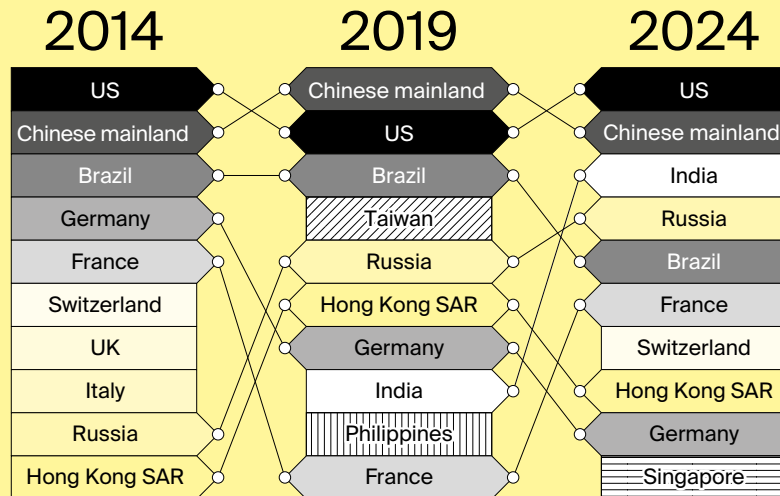 2014
US
Chinese mainland
Brazil
Germany
France
Switzerland
UK
Italy
Russia
Hong Kong SAR
2019
Chinese mainland
US
Brazil
Taiwan
Russia
Hong Kong SAR
Germany
India
Philippines
France
2024
US
Chinese mainland
India
Russia
Brazil
France
Switzerland
Hong Kong SAR
Germany
Singapore